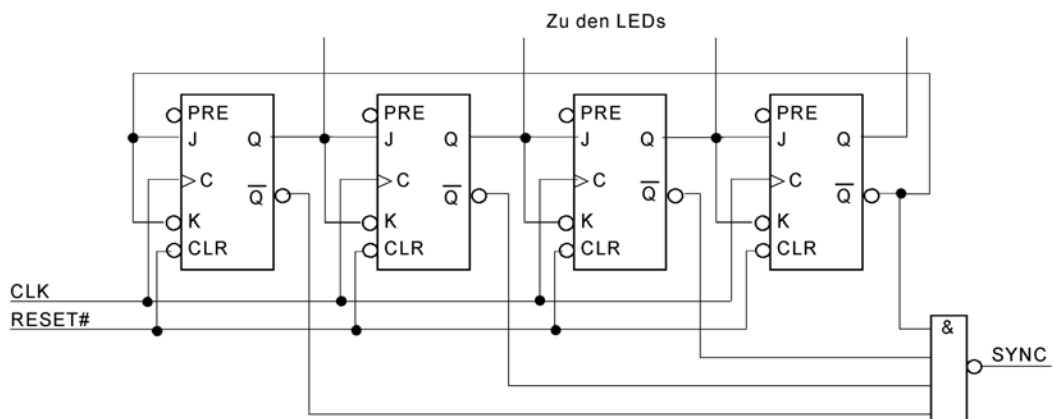 Zu den LEDs
PRE PRE PRE PRE
J Q J Q J Q J Q
C C C C
Q Q Q Q
K K K K
CLR CLR CLR CLR
CLK
RESET#
&
SYNC